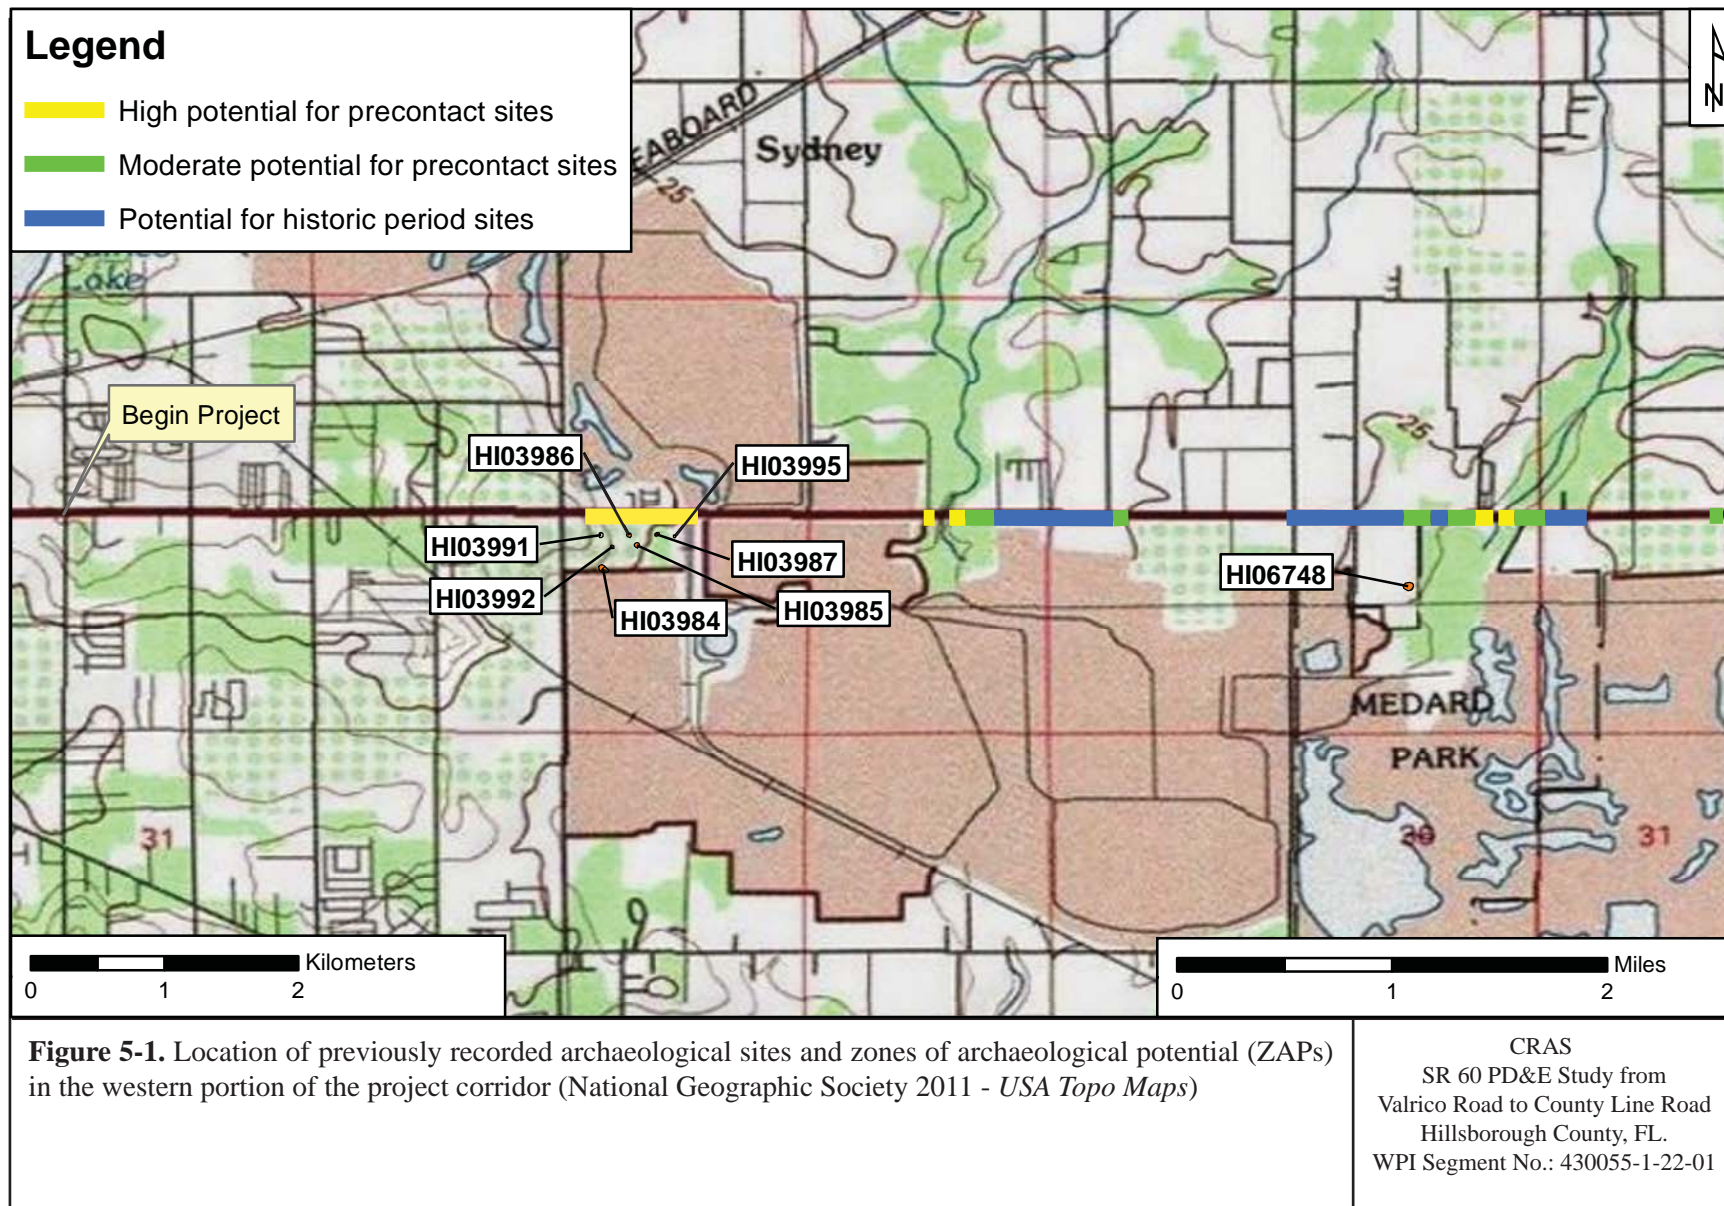 Legend
High potential for precontact sites
Moderate potential for precontact sites
Potential for historic period sites
N
EABOARD
Sydney
25
Lake
Begin Project
HI03986
HI03995
25
HI03991
HI03987
HI06748
HI03992
HI03984
HI03985
MEDARD
PARK
31
30
31
Kilometers
0 1 2
Miles
0 1 2
Figure 5-1. Location of previously recorded archaeological sites and zones of archaeological potential (ZAPs)
in the western portion of the project corridor (National Geographic Society 2011 - USA Topo Maps)
CRAS
SR 60 PD&E Study from
Valrico Road to County Line Road
Hillsborough County, FL.
WPI Segment No.: 430055-1-22-01